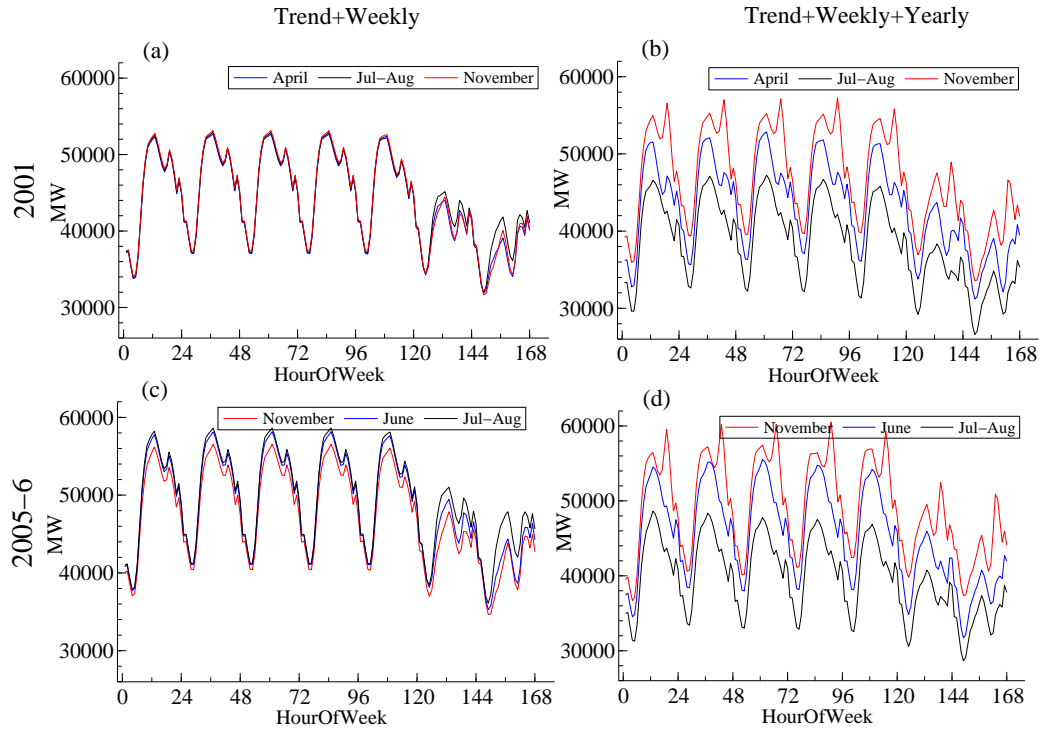 Trend+Weekly
Trend+Weekly+Yearly
(a)
60000
50000
40000
30000
MW
April Jul−Aug November
0 24 48 72 96 120 144 168
HourOfWeek
2001
(b)
60000
50000
40000
30000
MW
April Jul−Aug November
0 24 48 72 96 120 144 168
HourOfWeek
(c)
60000
50000
40000
30000
MW
November June Jul−Aug
0 24 48 72 96 120 144 168
HourOfWeek
2005−6
(d)
60000
50000
40000
30000
MW
November June Jul−Aug
0 24 48 72 96 120 144 168
HourOfWeek